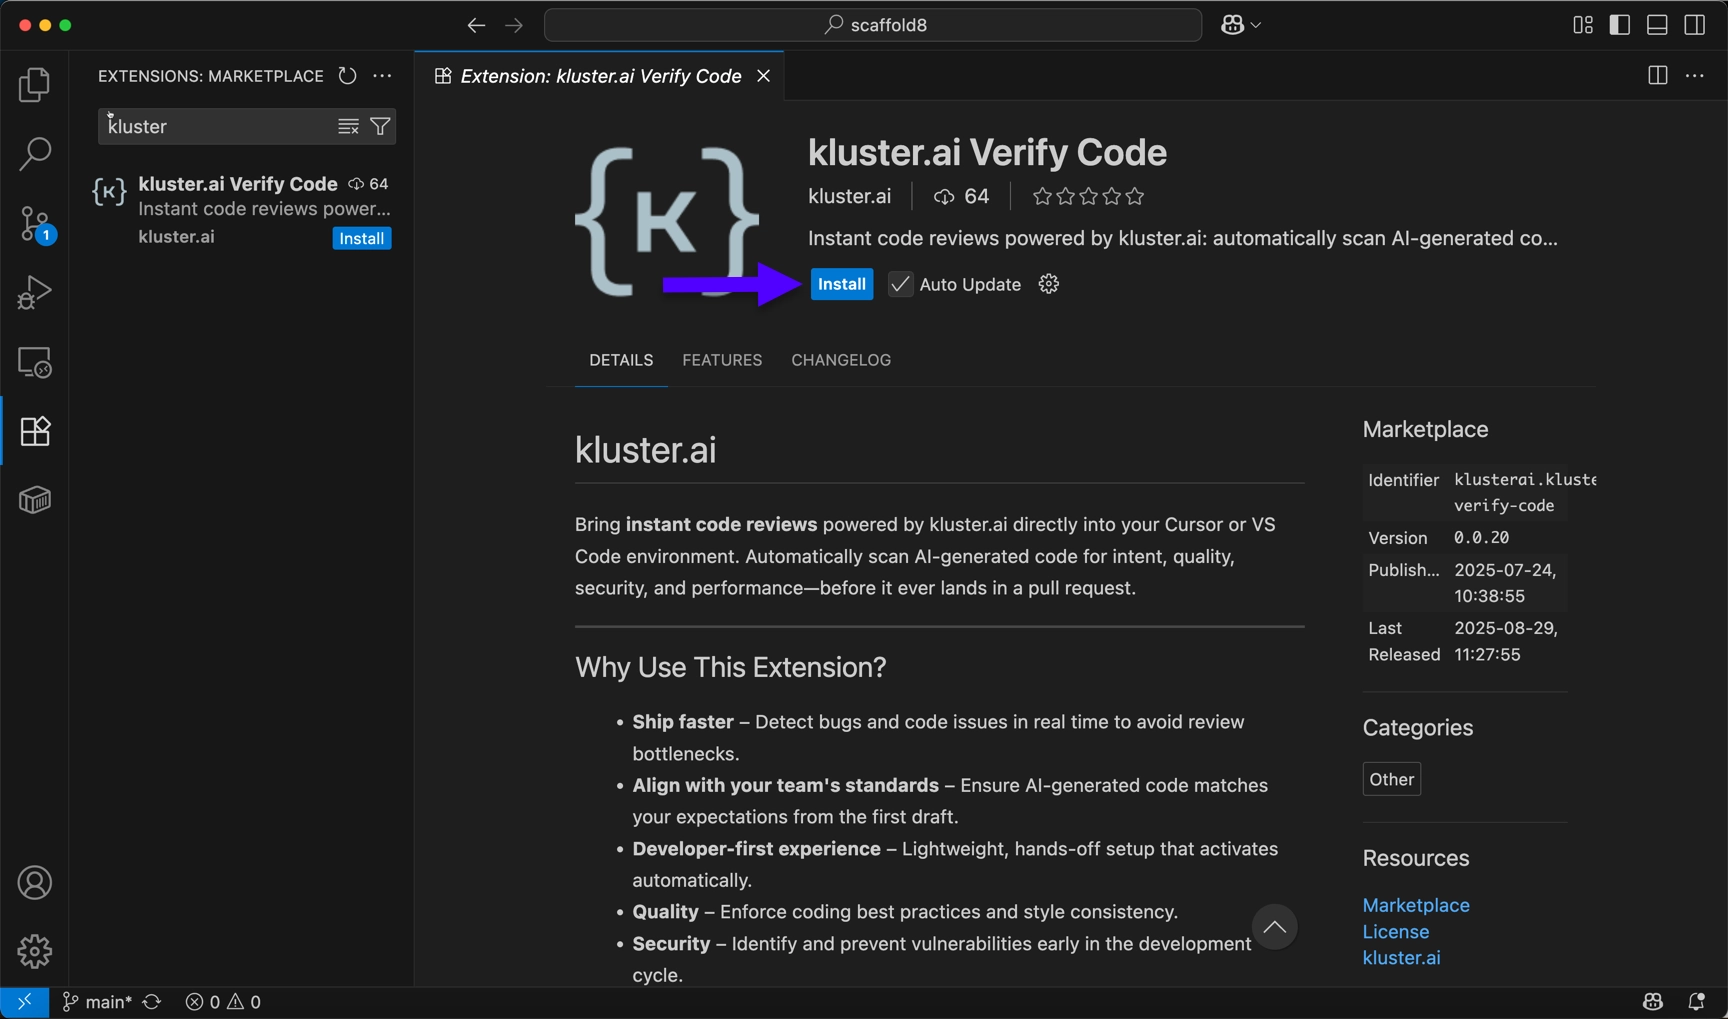 scaffold8
EXTENSIONS: MARKETPLACE
Extension: kluster.ai Verify Code
kluster
kluster.ai Verify Code 64
Instant code reviews power...
kluster.ai Install
1
{K}
kluster.ai Verify Code
kluster.ai 64
Instant code reviews powered by kluster.ai: automatically scan AI-generated co...
Install Auto Update
DETAILS FEATURES CHANGELOG
kluster.ai
Bring instant code reviews powered by kluster.ai directly into your Cursor or VS
Code environment. Automatically scan AI-generated code for intent, quality,
security, and performance—before it ever lands in a pull request.
Why Use This Extension?
• Ship faster – Detect bugs and code issues in real time to avoid review
bottlenecks.
• Align with your team's standards – Ensure AI-generated code matches
your expectations from the first draft.
• Developer-first experience – Lightweight, hands-off setup that activates
automatically.
• Quality – Enforce coding best practices and style consistency.
• Security – Identify and prevent vulnerabilities early in the development
cycle.
Marketplace
Identifier klusterai.kluste
verify-code
Version 0.0.20
Publish... 2025-07-24,
10:38:55
Last 2025-08-29,
Released 11:27:55
Categories
Other
Resources
Marketplace
License
kluster.ai
main* 0 0